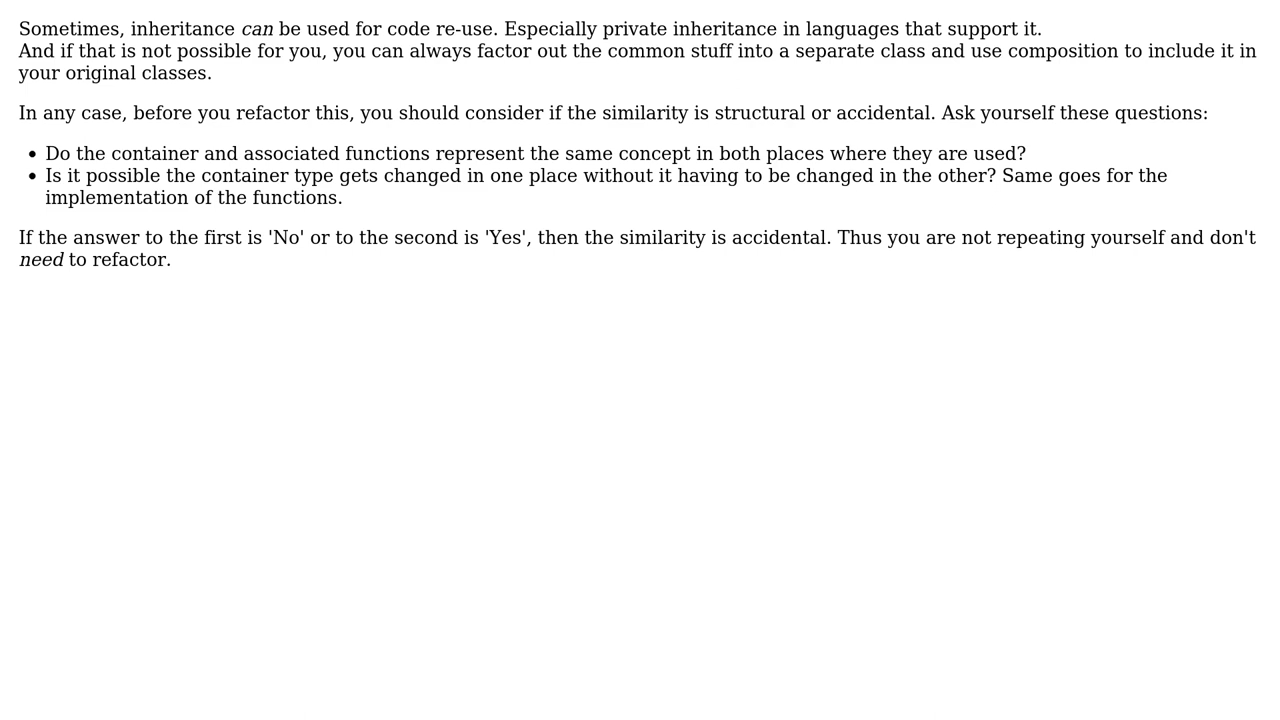 Sometimes, inheritance can be used for code re-use. Especially private inheritance in languages that support it.
And if that is not possible for you, you can always factor out the common stuff into a separate class and use composition to include it in
your original classes.
In any case, before you refactor this, you should consider if the similarity is structural or accidental. Ask yourself these questions:
• Do the container and associated functions represent the same concept in both places where they are used?
• Is it possible the container type gets changed in one place without it having to be changed in the other? Same goes for the
implementation of the functions.
If the answer to the first is 'No' or to the second is 'Yes', then the similarity is accidental. Thus you are not repeating yourself and don't
need to refactor.